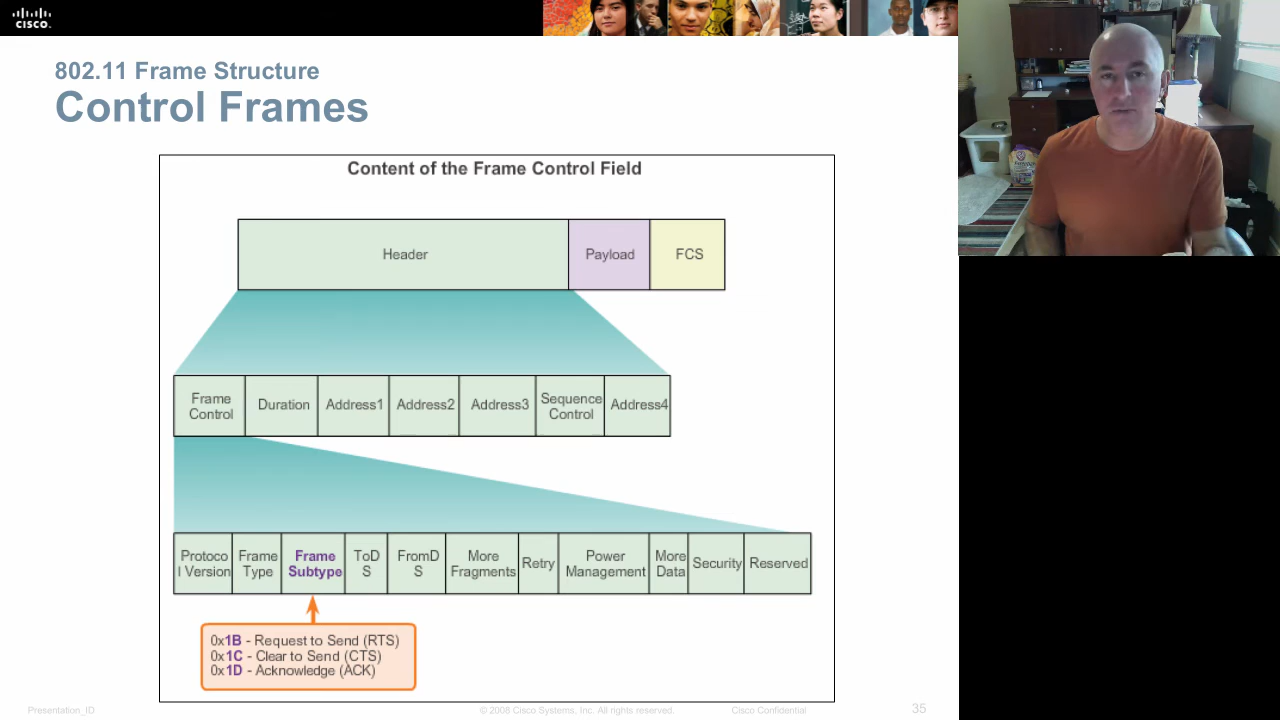 CISCO.
802.11 Frame Structure
Control Frames
Content of the Frame Control Field
Header
Payload
FCS
Frame
Control
Duration
Address1
Address2
Address3
Sequence
Control
Address4
Protoco
l Version
Frame
Type
Frame
Subtype
ToD
S
FromD
S
More
Fragments
Retry
Power
Management
More
Data
Security
Reserved
0x1B - Request to Send (RTS)
0x1C - Clear to Send (CTS)
0x1D - Acknowledge (ACK)
Presentation_ID
© 2008 Cisco Systems, Inc. All rights reserved.
Cisco Confidential
35